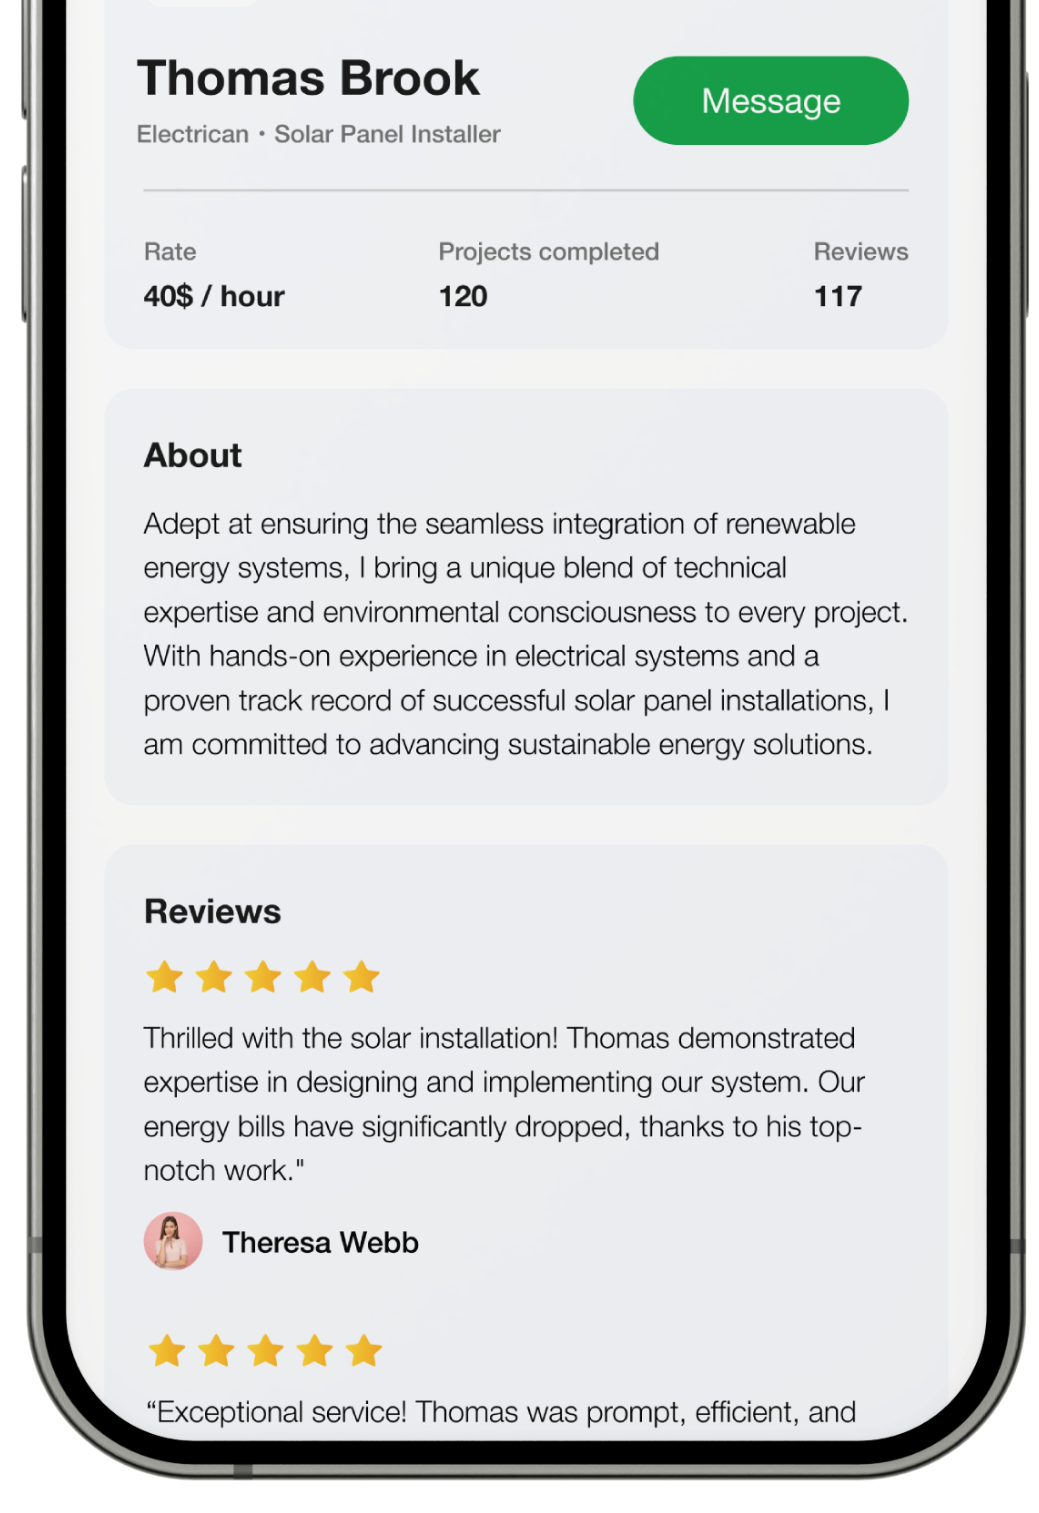 Thomas Brook
Message
Electrican • Solar Panel Installer
Rate
Projects completed
Reviews
40$ / hour
120
117
About
Adept at ensuring the seamless integration of renewable
energy systems, I bring a unique blend of technical
expertise and environmental consciousness to every project.
With hands-on experience in electrical systems and a
proven track record of successful solar panel installations, I
am committed to advancing sustainable energy solutions.
Reviews
Thrilled with the solar installation! Thomas demonstrated
expertise in designing and implementing our system. Our
energy bills have significantly dropped, thanks to his top-
notch work."
Theresa Webb
“Exceptional service! Thomas was prompt, efficient, and